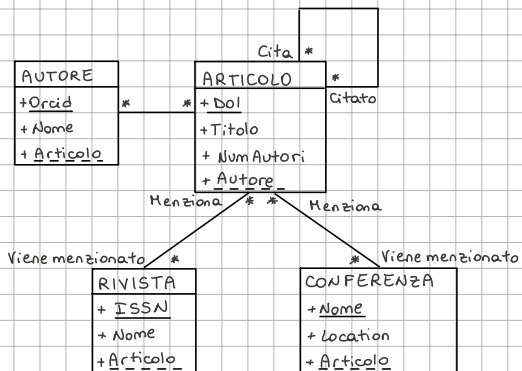 Cita *
AUTORE
ARTICOLO
*
Citato
+Orcid
*
*
+ DOI
+ Nome
+Titolo
+ Articolo
+ NumAutori
+ Autore
Menziona
*
*
Menziona
Viene menzionato
*
*
Viene menzionato
RIVISTA
CONFERENZA
+ ISSN
+ Nome
+ Nome
+ Location
+Articolo
+ Articolo